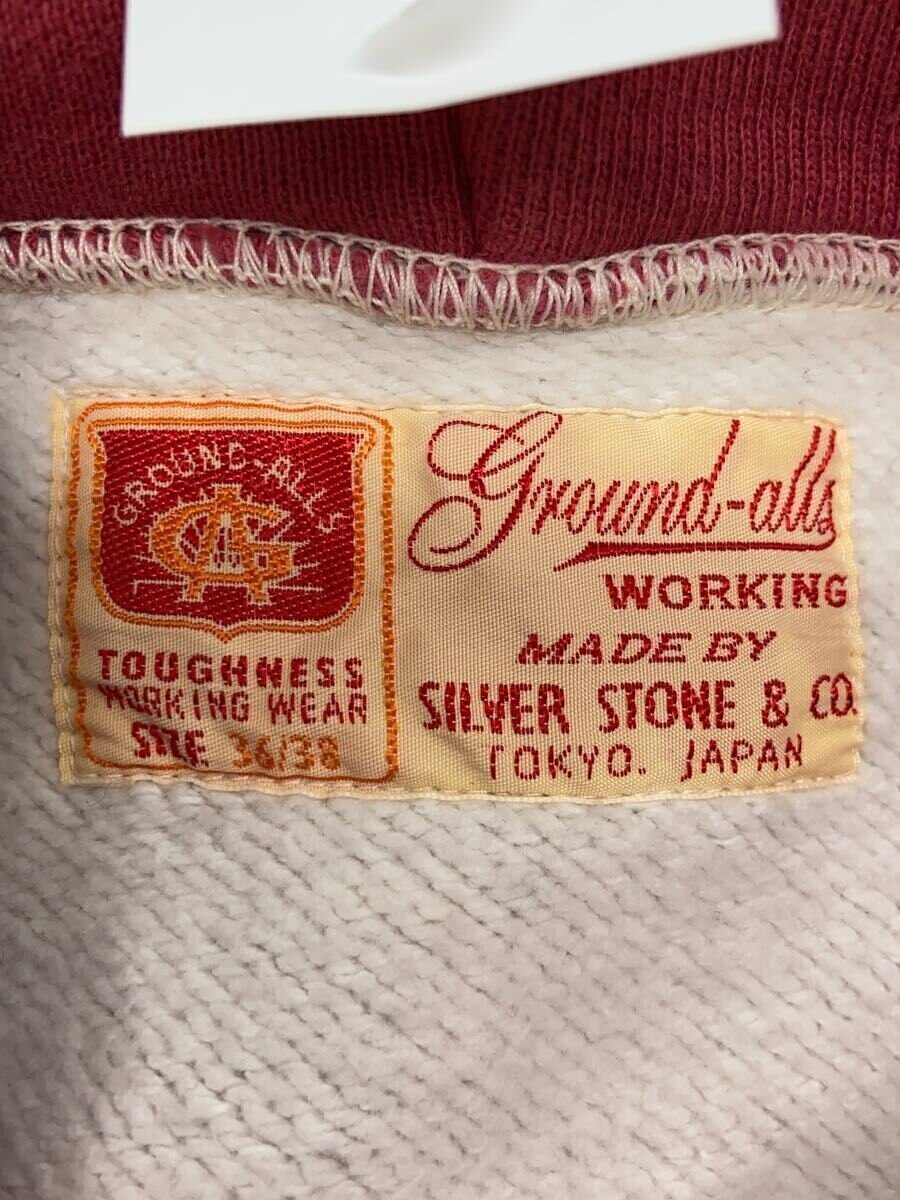 GROUND-ALLS
GA
TOUGHNESS
WORKING WEAR
SIZE 36/38
Ground-alls
WORKING
MADE BY
SILVER STONE & CO.
TOKYO. JAPAN